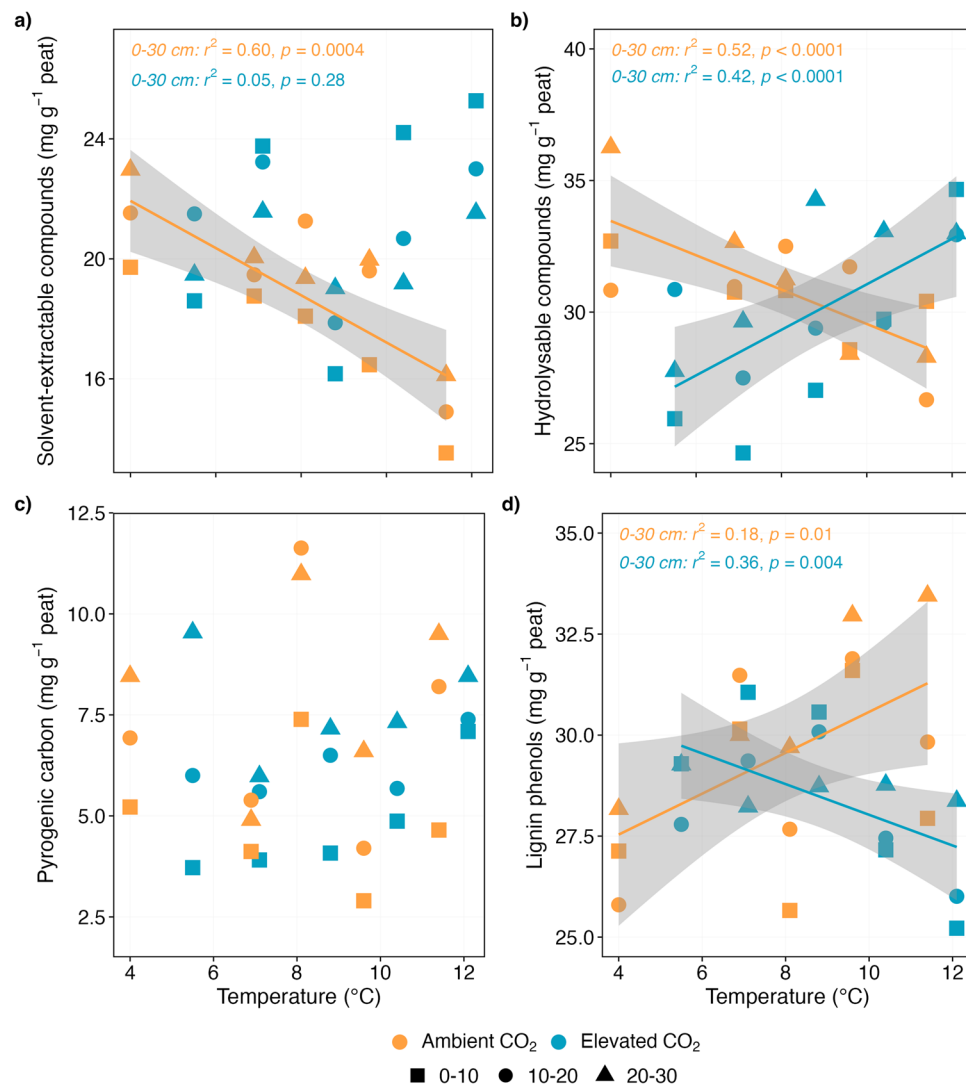 a)
0-30 cm: r² = 0.60, p = 0.0004
0-30 cm: r² = 0.05, p = 0.28
Solvent-extractable compounds (mg g⁻¹ peat)
24
20
16
b)
0-30 cm: r² = 0.52, p < 0.0001
0-30 cm: r² = 0.42, p < 0.0001
Hydrolysable compounds (mg g⁻¹ peat)
40
35
30
25
c)
Pyrogenic carbon (mg g⁻¹ peat)
12.5
10.0
7.5
5.0
2.5
4 6 8 10 12
Temperature (°C)
d)
0-30 cm: r² = 0.18, p = 0.01
0-30 cm: r² = 0.36, p = 0.004
Lignin phenols (mg g⁻¹ peat)
35.0
32.5
30.0
27.5
25.0
4 6 8 10 12
Temperature (°C)
Ambient CO₂ Elevated CO₂
0-10 10-20 20-30